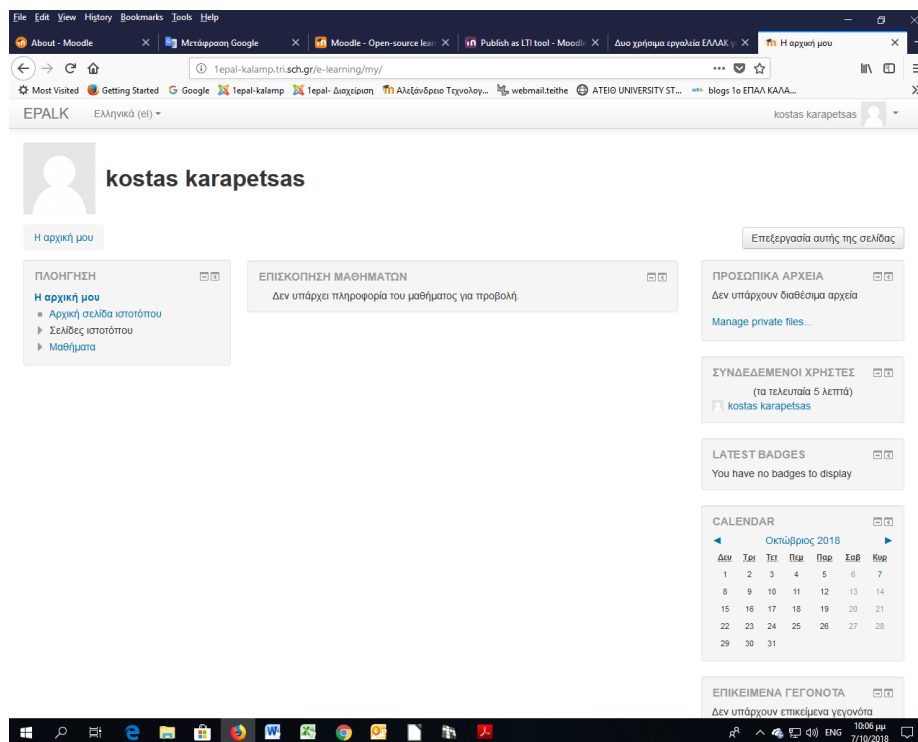 File Edit View History Bookmarks Tools Help
About - Moodle
Μετάφραση Google
Moodle - Open-source lear
Publish as LTI tool - Moodle
Δυο χρήσιμα εργαλεία ΕΛΛΑΚ γι
Η αρχική μου
1epal-kalamp.tri.sch.gr/e-learning/my/
Most Visited Getting Started Google 1epal-kalamp 1epal- Διαχείριση Αλεξάνδρειο Τεχνολογ... webmail.teithe ΑΤΕΙΘ UNIVERSITY ST... blogs 1ο ΕΠΑΛ ΚΑΛΑ...
EPALK Ελληνικά (el)
kostas karapetsas
kostas karapetsas
Η αρχική μου
Επεξεργασία αυτής της σελίδας
ΠΛΟΗΓΗΣΗ
Η αρχική μου
Αρχική σελίδα ιστοτόπου
Σελίδες ιστοτόπου
Μαθήματα
ΕΠΙΣΚΟΠΗΣΗ ΜΑΘΗΜΑΤΩΝ
Δεν υπάρχει πληροφορία του μαθήματος για προβολή.
ΠΡΟΣΩΠΙΚΑ ΑΡΧΕΙΑ
Δεν υπάρχουν διαθέσιμα αρχεία
Manage private files...
ΣΥΝΔΕΔΕΜΕΝΟΙ ΧΡΗΣΤΕΣ
(τα τελευταία 5 λεπτά)
kostas karapetsas
LATEST BADGES
You have no badges to display
CALENDAR
Οκτώβριος 2018
Δευ Τρι Τετ Πεμ Παρ Σαβ Κυρ
1 2 3 4 5 6 7
8 9 10 11 12 13 14
15 16 17 18 19 20 21
22 23 24 25 26 27 28
29 30 31
ΕΠΙΚΕΙΜΕΝΑ ΓΕΓΟΝΟΤΑ
Δεν υπάρχουν επικείμενα γεγονότα
ENG
10:06 μμ
7/10/2018